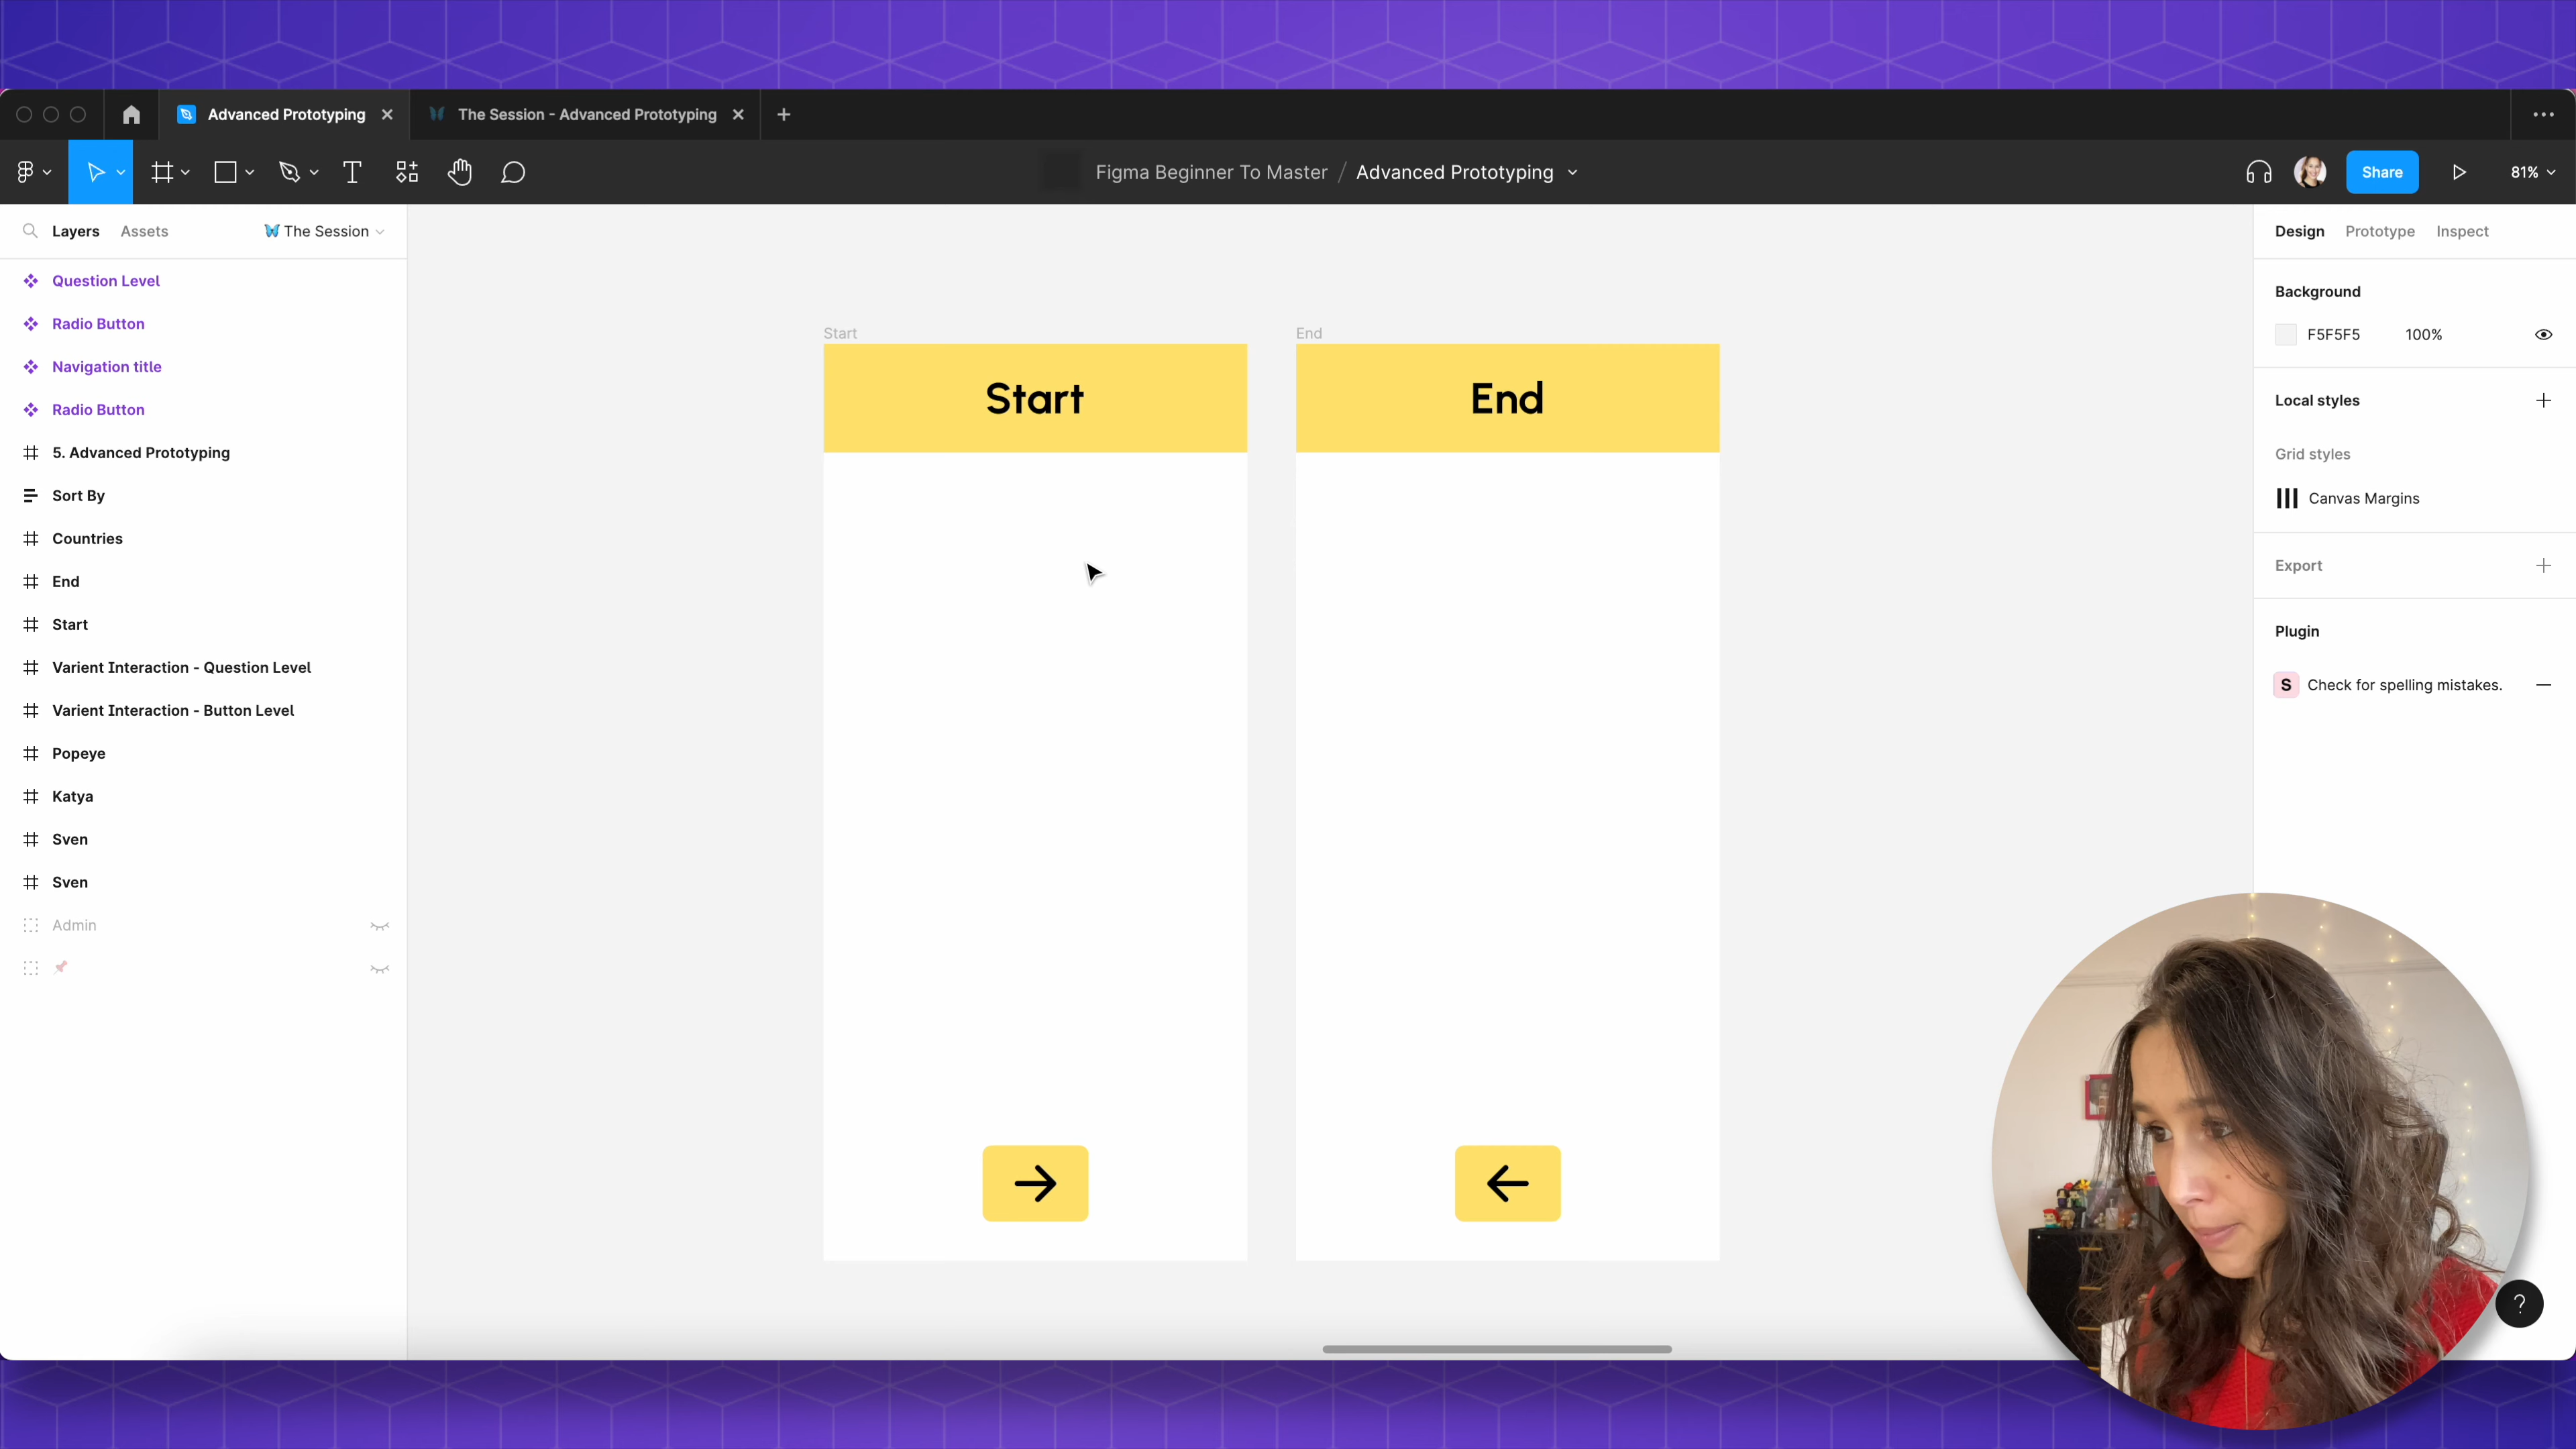 Advanced Prototyping
The Session - Advanced Prototyping
Figma Beginner To Master / Advanced Prototyping
Share
81%
Layers
Assets
The Session
Question Level
Radio Button
Navigation title
Radio Button
5. Advanced Prototyping
Sort By
Countries
End
Start
Varient Interaction - Question Level
Varient Interaction - Button Level
Popeye
Katya
Sven
Sven
Admin
Start
Start
End
End
Design
Prototype
Inspect
Background
F5F5F5
100%
Local styles
Grid styles
Canvas Margins
Export
Plugin
S
Check for spelling mistakes.
?